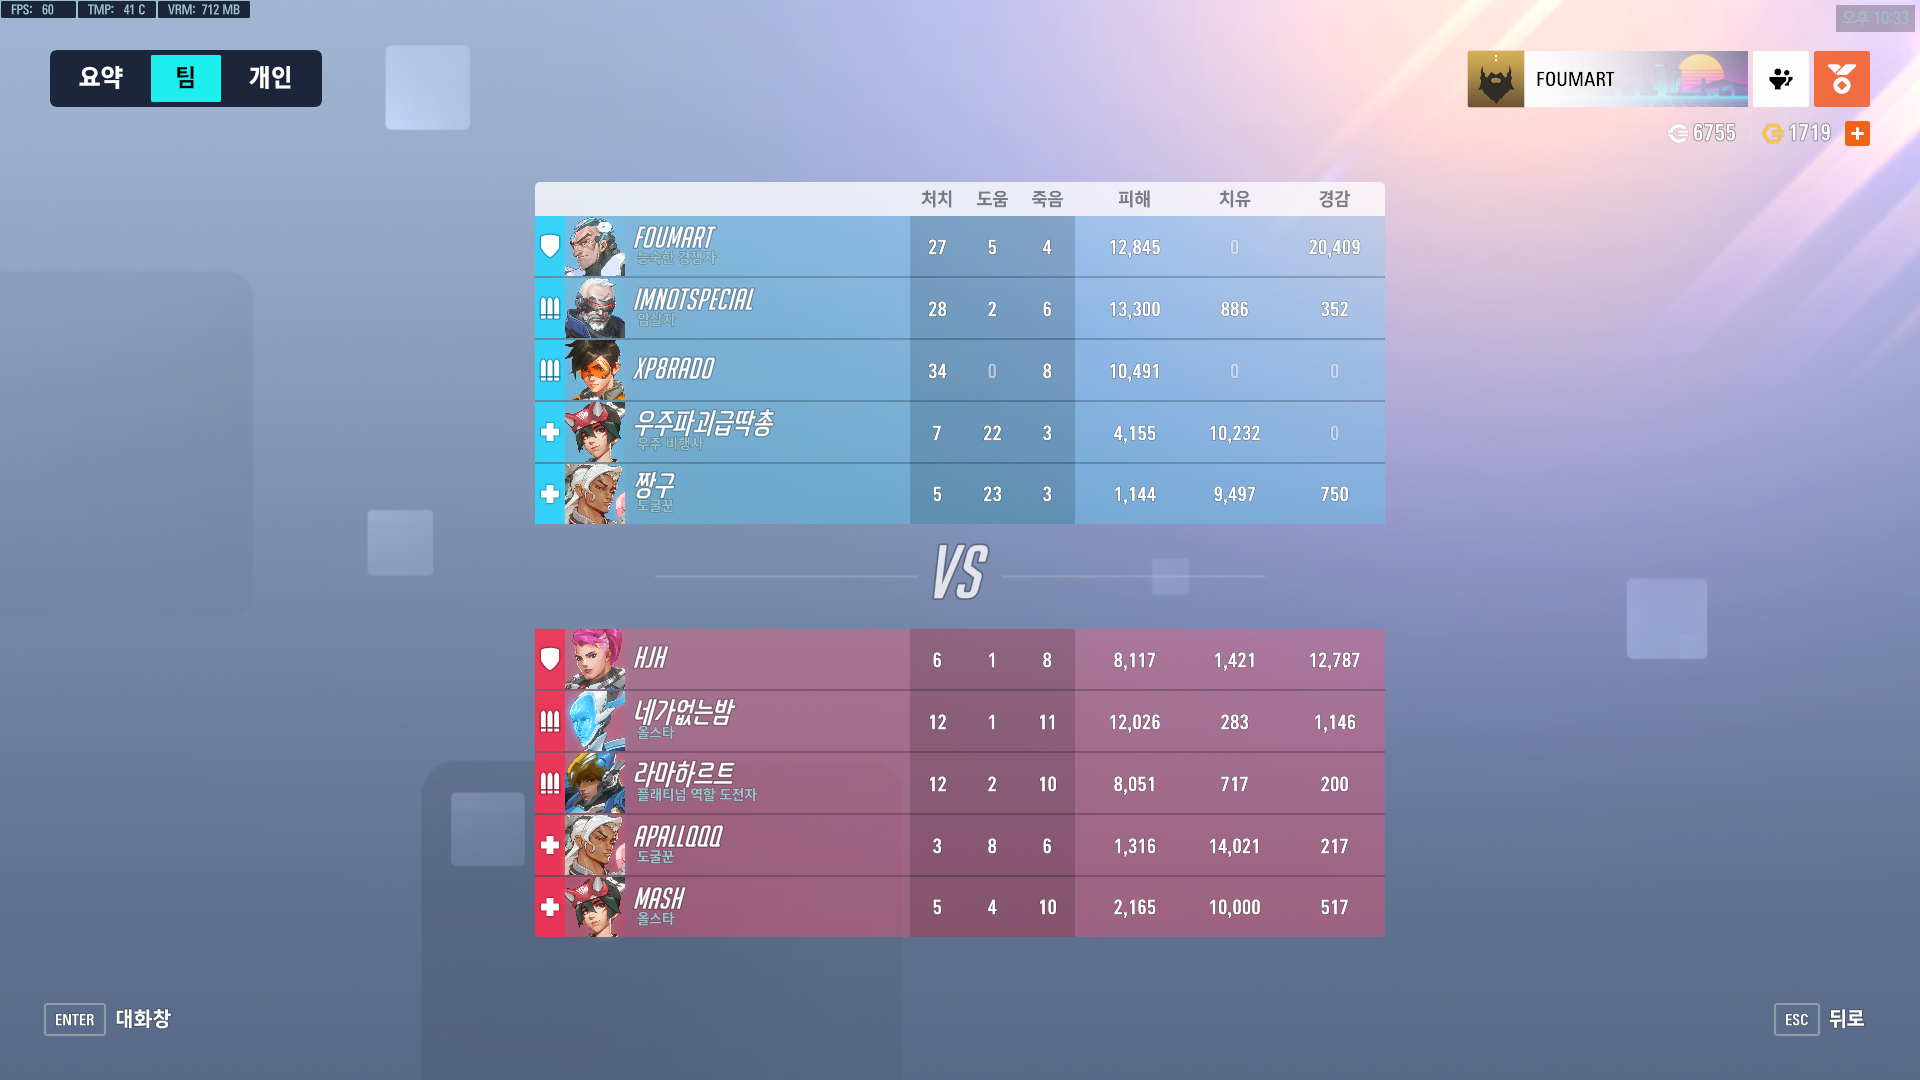 FPS: 60 TMP: 41 C VRM: 712 MB
오후 10:33
요약 팀 개인
FOUMART
6755 1719
처치 도움 죽음 피해 치유 경감
FOUMART 27 5 4 12,845 0 20,409
능숙한 경쟁자
IMNOTSPECIAL 28 2 6 13,300 886 352
암살자
XP8RADO 34 0 8 10,491 0 0
우주파괴급딱총 7 22 3 4,155 10,232 0
우주 비행사
짱구 5 23 3 1,144 9,497 750
도굴꾼
VS
HJH 6 1 8 8,117 1,421 12,787
네가없는밤 12 1 11 12,026 283 1,146
올스타
라마하르트 12 2 10 8,051 717 200
플래티넘 역할 도전자
APALLQQQ 3 8 6 1,316 14,021 217
도굴꾼
MASH 5 4 10 2,165 10,000 517
올스타
ENTER 대화창
ESC 뒤로